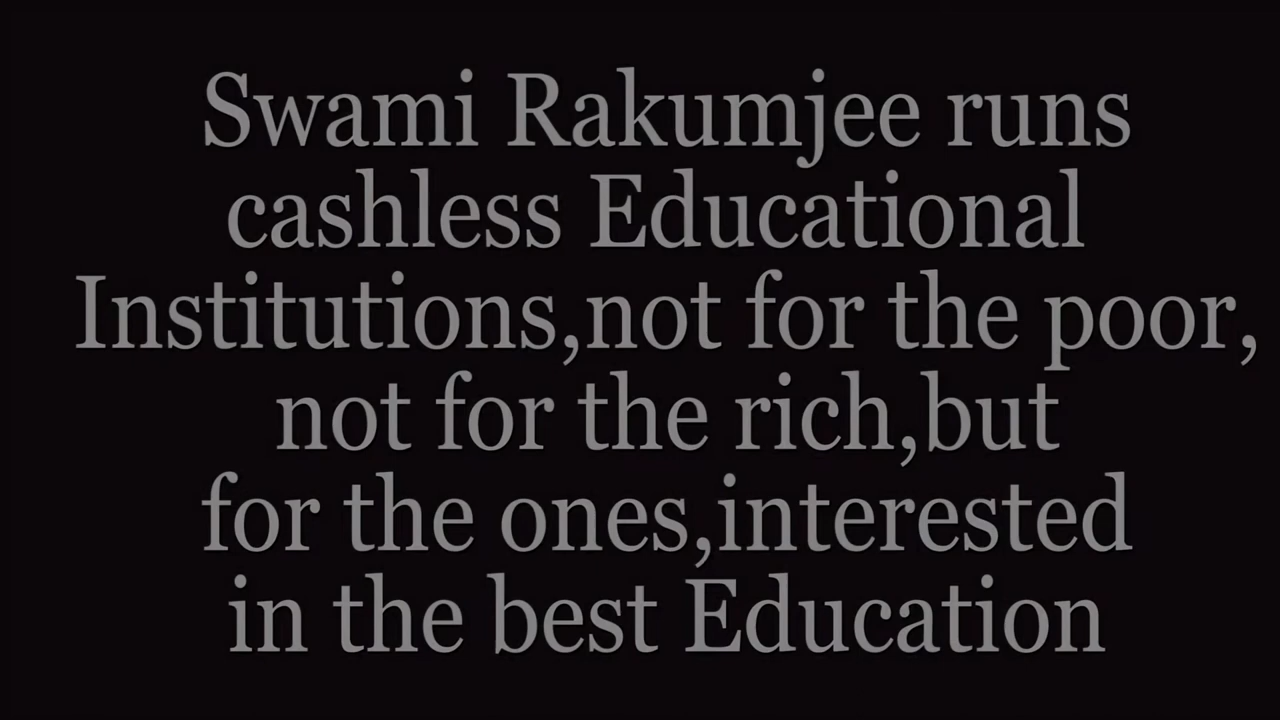 Swami Rakumjee runs
cashless Educational
Institutions,not for the poor,
not for the rich,but
for the ones,interested
in the best Education